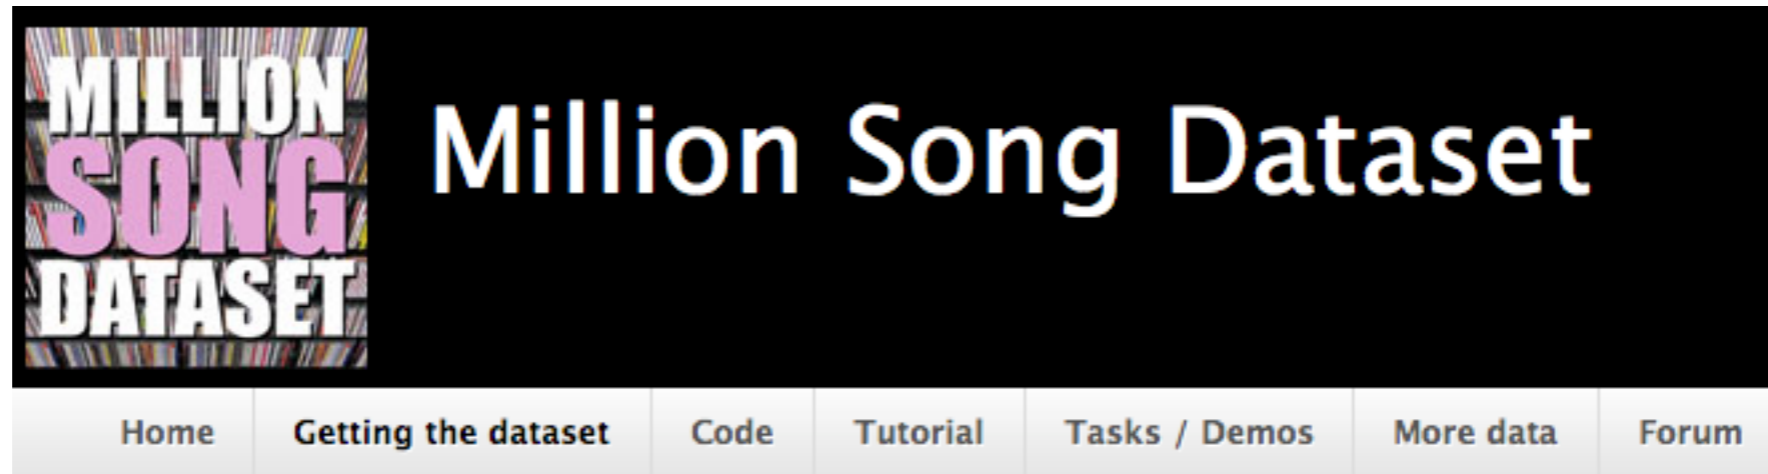 MILLION
SONG
DATASET
Million Song Dataset
Home Getting the dataset Code Tutorial Tasks / Demos More data Forum